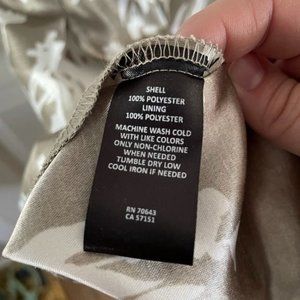 SHELL
100% POLYESTER
LINING
100% POLYESTER
MACHINE WASH COLD
WITH LIKE COLORS
ONLY NON-CHLORINE
WHEN NEEDED
TUMBLE DRY LOW
COOL IRON IF NEEDED
RN 70643
CA 57151